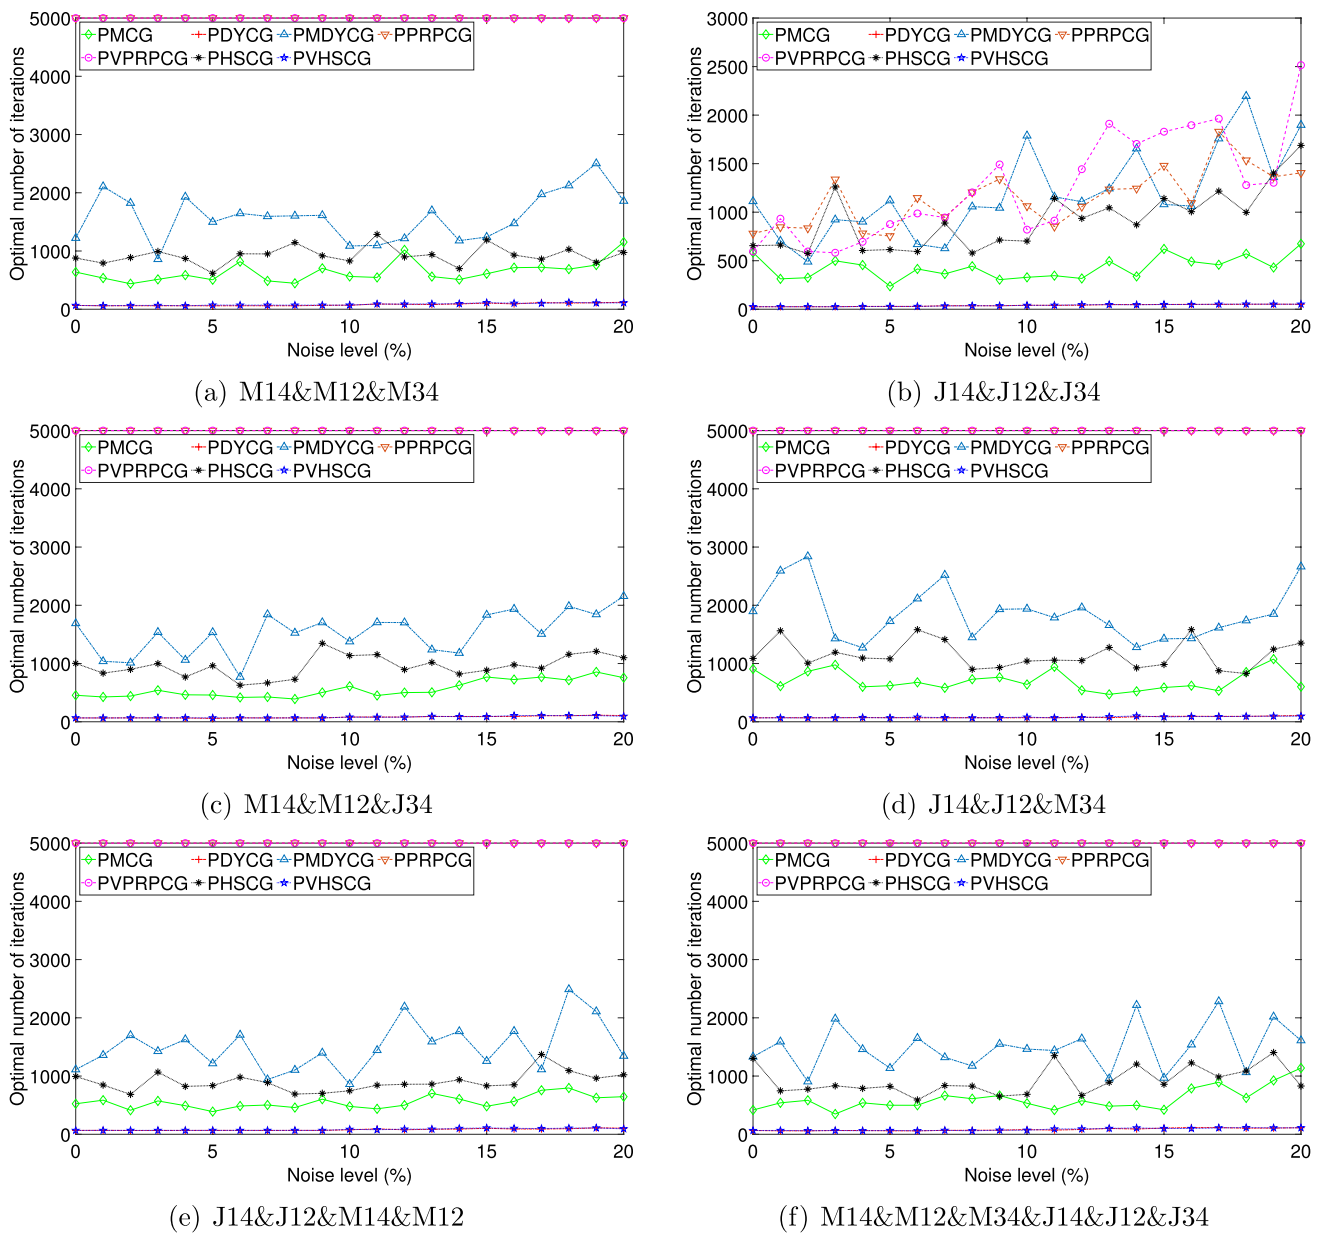 5000
4000
3000
2000
1000
0
0 5 10 15 20
Optimal number of iterations
Noise level (%)
PMCG PDYCG PMDYCG PPRPCG
PVPRPCG PHSCG PVHSCG
(a) M14&M12&M34
3000
2500
2000
1500
1000
500
0
0 5 10 15 20
Optimal number of iterations
Noise level (%)
PMCG PDYCG PMDYCG PPRPCG
PVPRPCG PHSCG PVHSCG
(b) J14&J12&J34
5000
4000
3000
2000
1000
0
0 5 10 15 20
Optimal number of iterations
Noise level (%)
PMCG PDYCG PMDYCG PPRPCG
PVPRPCG PHSCG PVHSCG
(c) M14&M12&J34
5000
4000
3000
2000
1000
0
0 5 10 15 20
Optimal number of iterations
Noise level (%)
PMCG PDYCG PMDYCG PPRPCG
PVPRPCG PHSCG PVHSCG
(d) J14&J12&M34
5000
4000
3000
2000
1000
0
0 5 10 15 20
Optimal number of iterations
Noise level (%)
PMCG PDYCG PMDYCG PPRPCG
PVPRPCG PHSCG PVHSCG
(e) J14&J12&M14&M12
5000
4000
3000
2000
1000
0
0 5 10 15 20
Optimal number of iterations
Noise level (%)
PMCG PDYCG PMDYCG PPRPCG
PVPRPCG PHSCG PVHSCG
(f) M14&M12&M34&J14&J12&J34